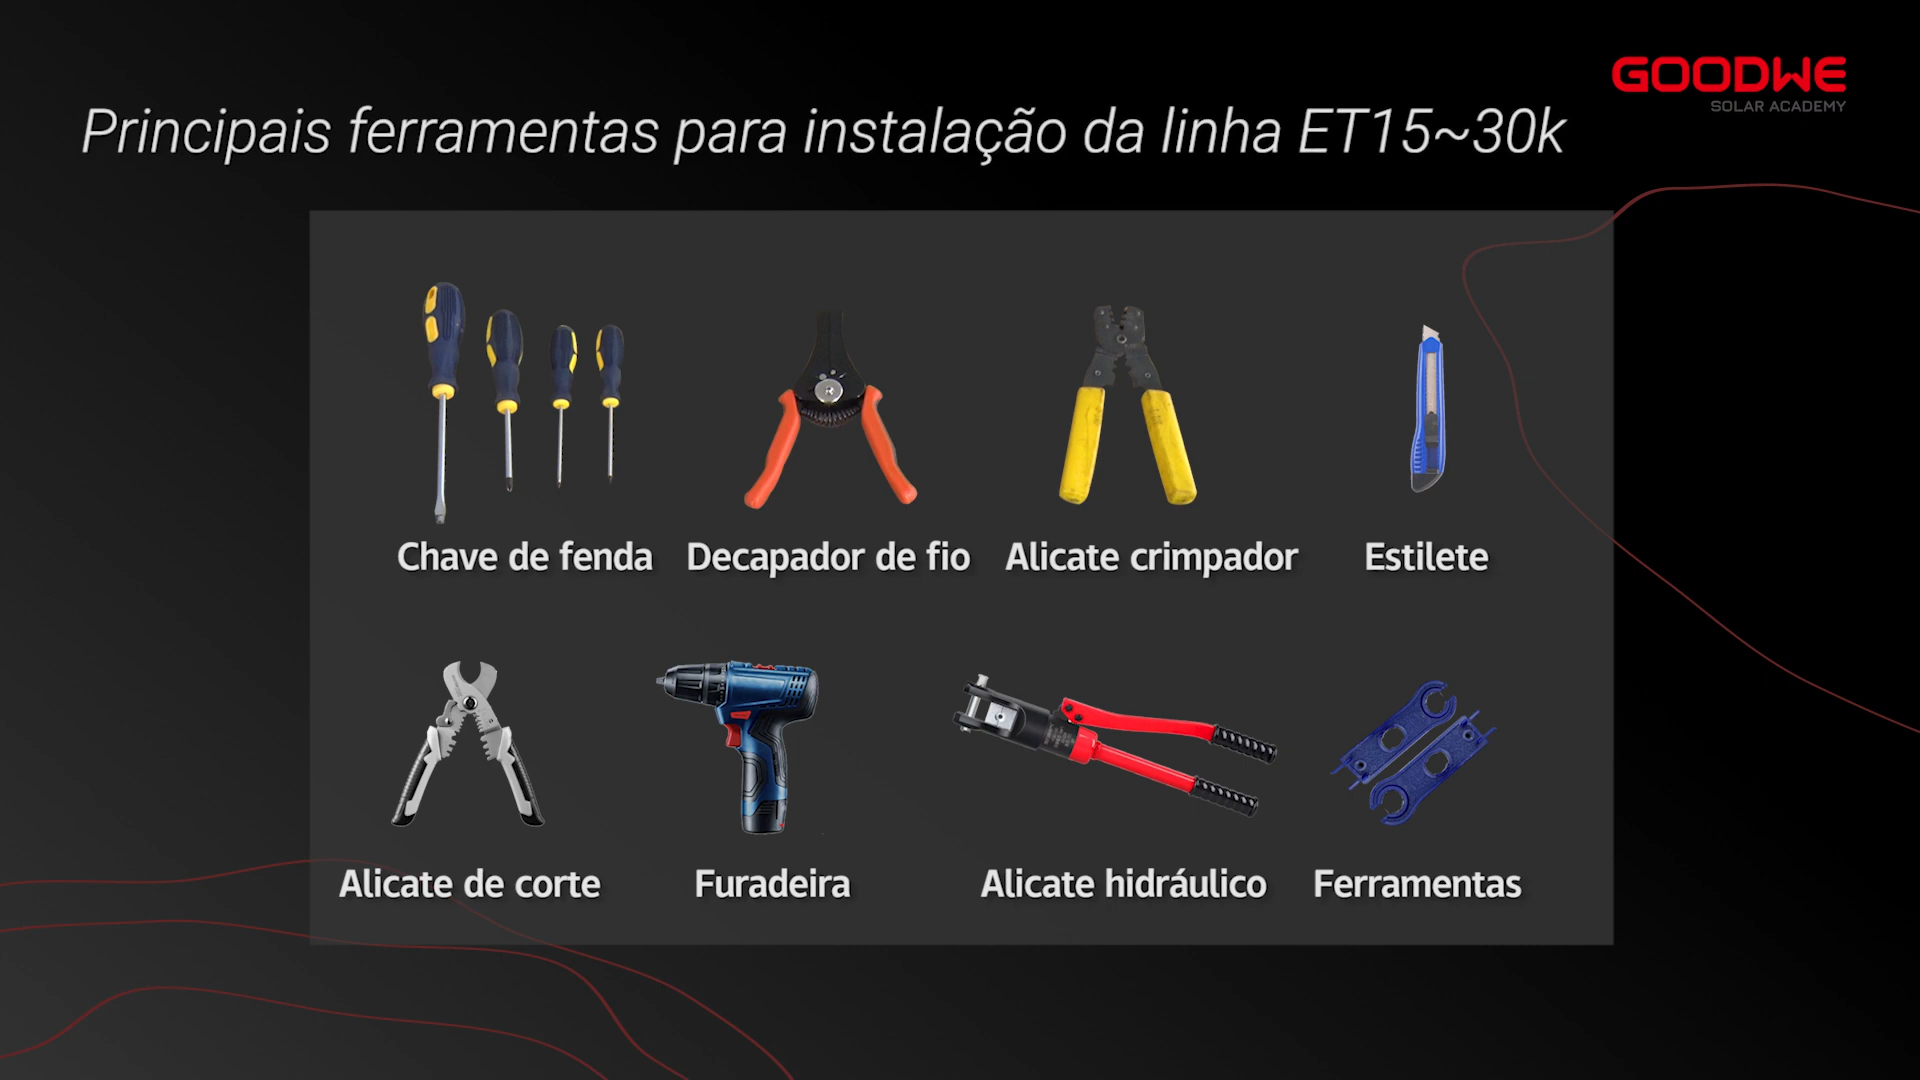 GOODWE
SOLAR ACADEMY
Principais ferramentas para instalação da linha ET15~30k
Chave de fenda
Decapador de fio
Alicate crimpador
Estilete
Alicate de corte
Furadeira
Alicate hidráulico
Ferramentas